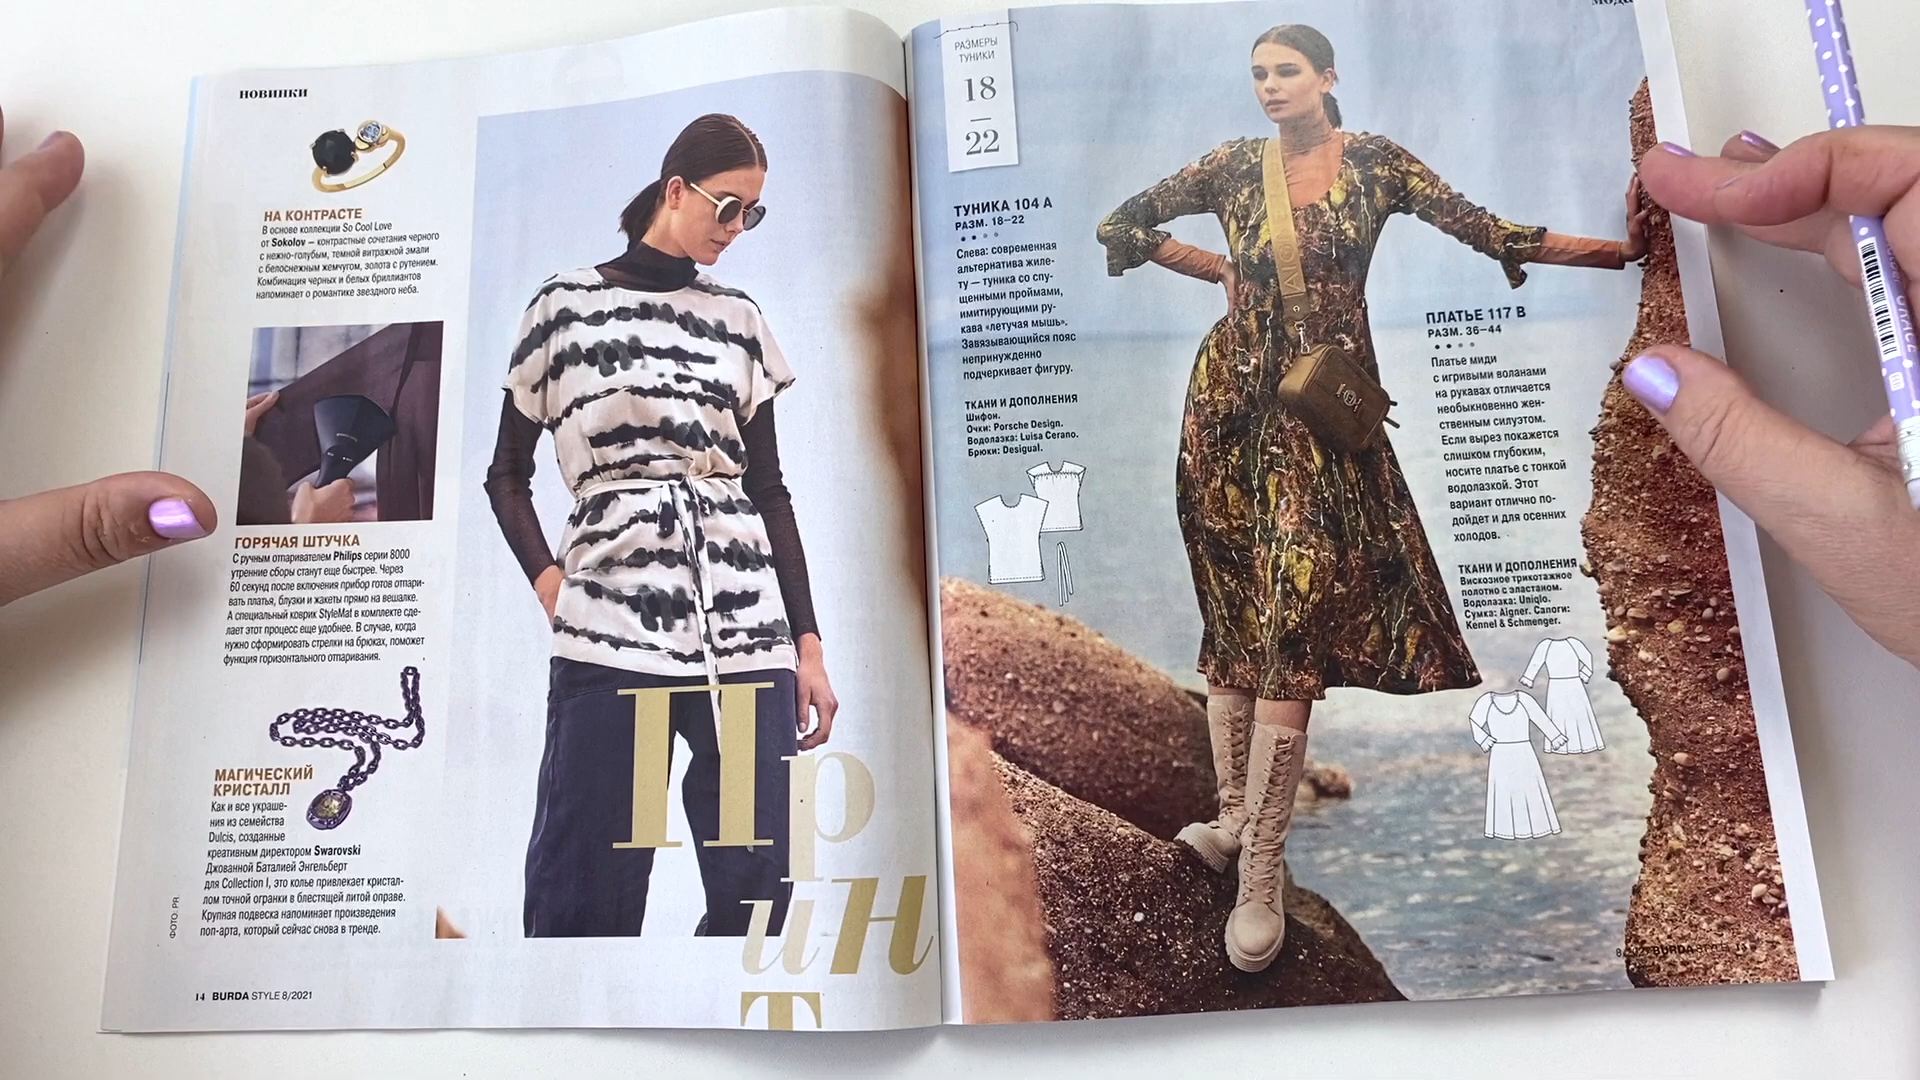 НОВИНКИ
НА КОНТРАСТЕ
В основе коллекции So Cool Love
от Sokolov — контрастные сочетания черного
с нежно-голубым, темной витражной эмали
с белоснежным жемчугом, золота с рутением.
Комбинация черных и белых бриллиантов
напоминает о романтике звездного неба.
ГОРЯЧАЯ ШТУЧКА
С ручным отпаривателем Philips серии 8000
утренние сборы станут еще быстрее. Через
60 секунд после включения прибор готов отпари-
вать платья, блузки и жакеты прямо на вешалке.
А специальный коврик StyleMat в комплекте сде-
лает этот процесс еще удобнее. В случае, когда
нужно сформировать стрелки на брюках, поможет
функция горизонтального отпаривания.
МАГИЧЕСКИЙ
КРИСТАЛЛ
Как и все украше-
ния из семейства
Dulcis, созданные
креативным директором Swarovski
Джованной Баталией Энгельберт
для Collection I, это колье привлекает кристал-
лом точной огранки в блестящей литой оправе.
Крупная подвеска напоминает произведения
поп-арта, который сейчас снова в тренде.
ФОТО: PR
14 BURDA STYLE 8/2021
Пр
ин
т
МОДА
РАЗМЕРЫ
ТУНИКИ
18
—
22
ТУНИКА 104 А
РАЗМ. 18–22
Слева: современная
альтернатива жиле-
ту — туника со спу-
щенными проймами,
имитирующими ру-
кава «летучая мышь».
Завязывающийся пояс
непринужденно
подчеркивает фигуру.
ТКАНИ И ДОПОЛНЕНИЯ
Шифон.
Очки: Porsche Design.
Водолазка: Luisa Cerano.
Брюки: Desigual.
ПЛАТЬЕ 117 В
РАЗМ. 36–44
Платье миди
с игривыми воланами
на рукавах отличается
необыкновенно жен-
ственным силуэтом.
Если вырез покажется
слишком глубоким,
носите платье с тонкой
водолазкой. Этот
вариант отлично по-
дойдет и для осенних
холодов.
ТКАНИ И ДОПОЛНЕНИЯ
Вискозное трикотажное
полотно с эластаном.
Водолазка: Uniqlo.
Сумка: Aigner. Сапоги:
Kennel & Schmenger.
BURDA STYLE